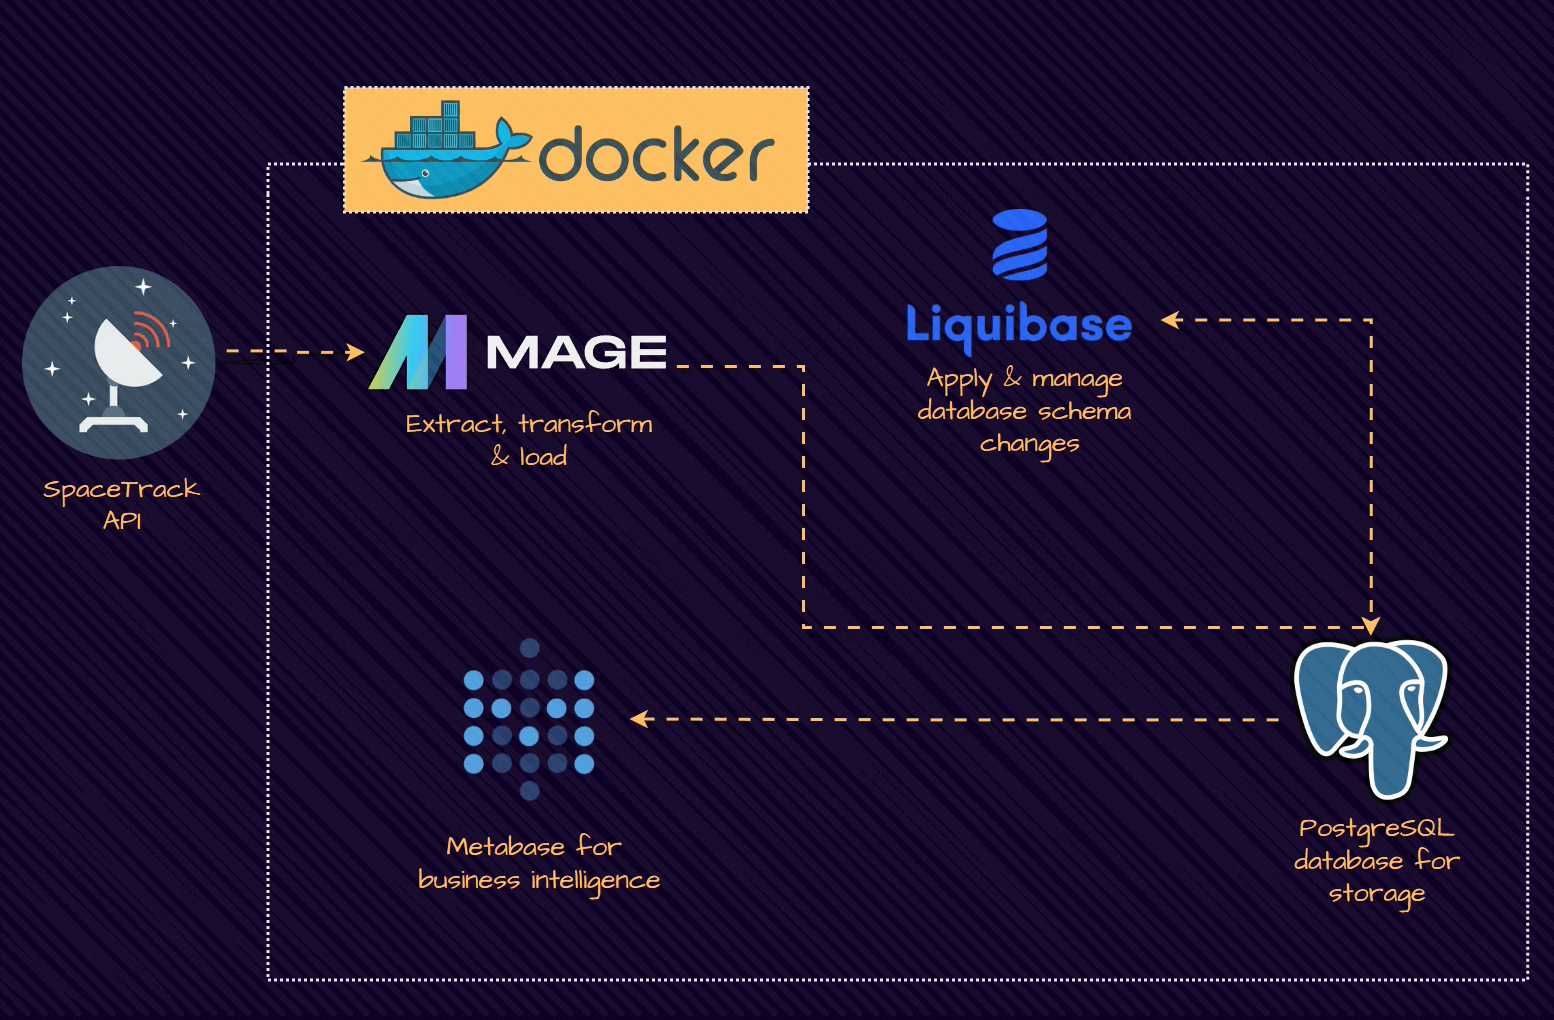 docker
Liquibase
Apply & manage
database schema
changes
MAGE
Extract, transform
& load
SpaceTrack
API
Metabase for
business intelligence
PostgreSQL
database for
storage